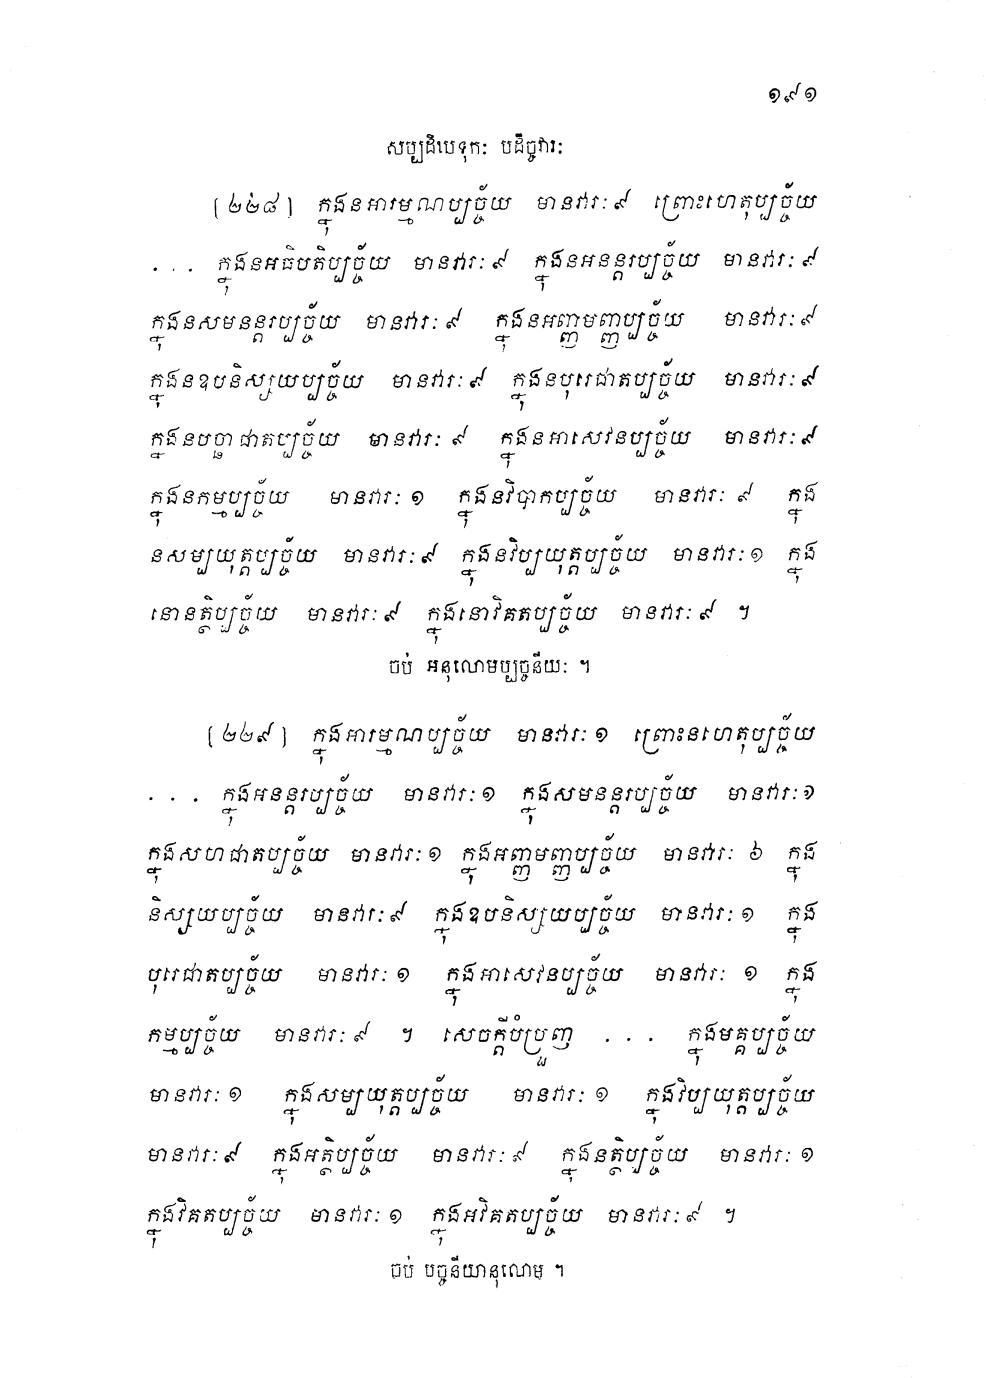 ១៩១
សប្បដិបេទុកៈ បដិច្ចវារៈ
[២២៨] ក្នុងនអារម្មណប្បច្ច័យ មានវារៈ ៩ ព្រោះហេតុប្បច្ច័យ
... ក្នុងនអធិបតិប្បច្ច័យ មានវារៈ ៩ ក្នុងនអនន្តរប្បច្ច័យ មានវារៈ ៩
ក្នុងនសមនន្តរប្បច្ច័យ មានវារៈ ៩ ក្នុងនអញ្ញមញ្ញប្បច្ច័យ មានវារៈ ៩
ក្នុងនឧបនិស្សយប្បច្ច័យ មានវារៈ ៩ ក្នុងនបុរេជាតប្បច្ច័យ មានវារៈ ៩
ក្នុងនបច្ឆាជាតប្បច្ច័យ មានវារៈ ៩ ក្នុងនអាសេវនប្បច្ច័យ មានវារៈ ៩
ក្នុងនកម្មប្បច្ច័យ មានវារៈ ១ ក្នុងនវិបាកប្បច្ច័យ មានវារៈ ៩ ក្នុង
នសម្បយុត្តប្បច្ច័យ មានវារៈ ៩ ក្នុងនវិប្បយុត្តប្បច្ច័យ មានវារៈ ១ ក្នុង
នោនត្ថិប្បច្ច័យ មានវារៈ ៩ ក្នុងនោវិគតប្បច្ច័យ មានវារៈ ៩ ។
ចប់ អនុលោមប្បច្ចនីយៈ ។
[២២៩] ក្នុងអារម្មណប្បច្ច័យ មានវារៈ ១ ព្រោះនហេតុប្បច្ច័យ
... ក្នុងអនន្តរប្បច្ច័យ មានវារៈ ១ ក្នុងសមនន្តរប្បច្ច័យ មានវារៈ ១
ក្នុងសហជាតប្បច្ច័យ មានវារៈ ១ ក្នុងអញ្ញមញ្ញប្បច្ច័យ មានវារៈ ៦ ក្នុង
និស្សយប្បច្ច័យ មានវារៈ ៩ ក្នុងឧបនិស្សយប្បច្ច័យ មានវារៈ ១ ក្នុង
បុរេជាតប្បច្ច័យ មានវារៈ ១ ក្នុងអាសេវនប្បច្ច័យ មានវារៈ ១ ក្នុង
កម្មប្បច្ច័យ មានវារៈ ៩ ។ សេចក្តីបំប្រួញ ... ក្នុងមគ្គប្បច្ច័យ
មានវារៈ ១ ក្នុងសម្បយុត្តប្បច្ច័យ មានវារៈ ១ ក្នុងវិប្បយុត្តប្បច្ច័យ
មានវារៈ ៩ ក្នុងអត្ថិប្បច្ច័យ មានវារៈ ៩ ក្នុងនត្ថិប្បច្ច័យ មានវារៈ ១
ក្នុងវិគតប្បច្ច័យ មានវារៈ ១ ក្នុងអវិគតប្បច្ច័យ មានវារៈ ៩ ។
ចប់ បច្ចនីយានុលោម ។